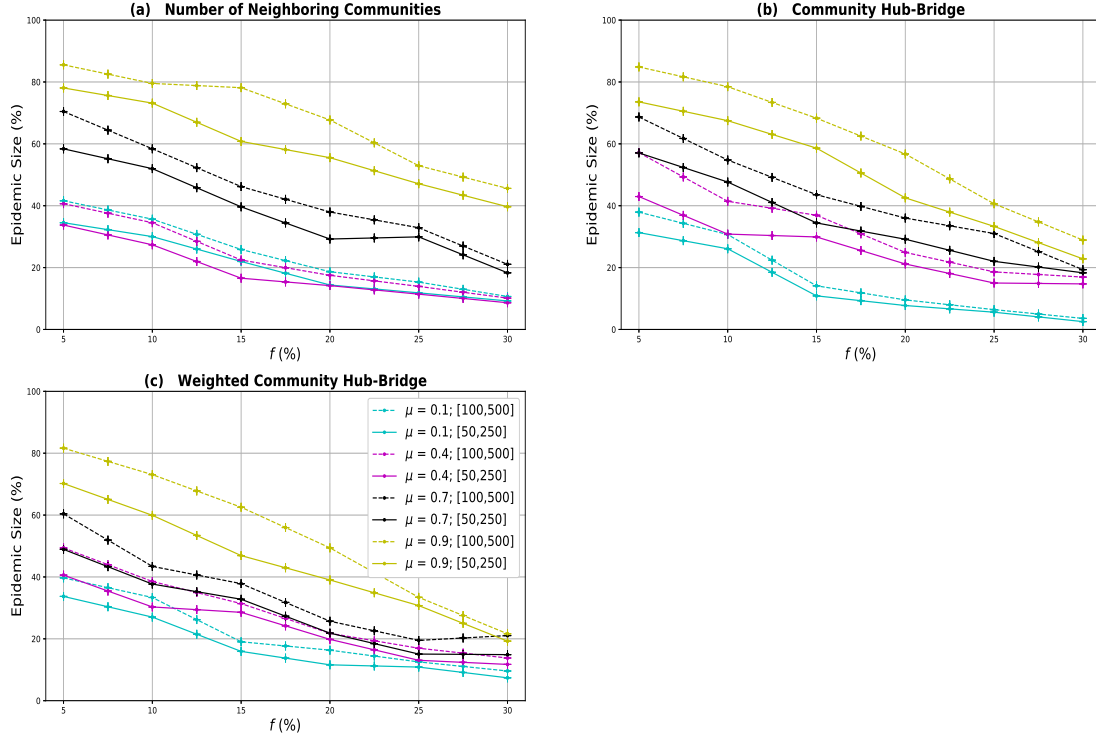 (a) Number of Neighboring Communities
100
80
60
40
20
0
Epidemic Size (%)
5 10 15 20 25 30
f (%)
(b) Community Hub-Bridge
100
80
60
40
20
0
Epidemic Size (%)
5 10 15 20 25 30
f (%)
(c) Weighted Community Hub-Bridge
100
80
60
40
20
0
Epidemic Size (%)
μ = 0.1; [100,500]
μ = 0.1; [50,250]
μ = 0.4; [100,500]
μ = 0.4; [50,250]
μ = 0.7; [100,500]
μ = 0.7; [50,250]
μ = 0.9; [100,500]
μ = 0.9; [50,250]
5 10 15 20 25 30
f (%)